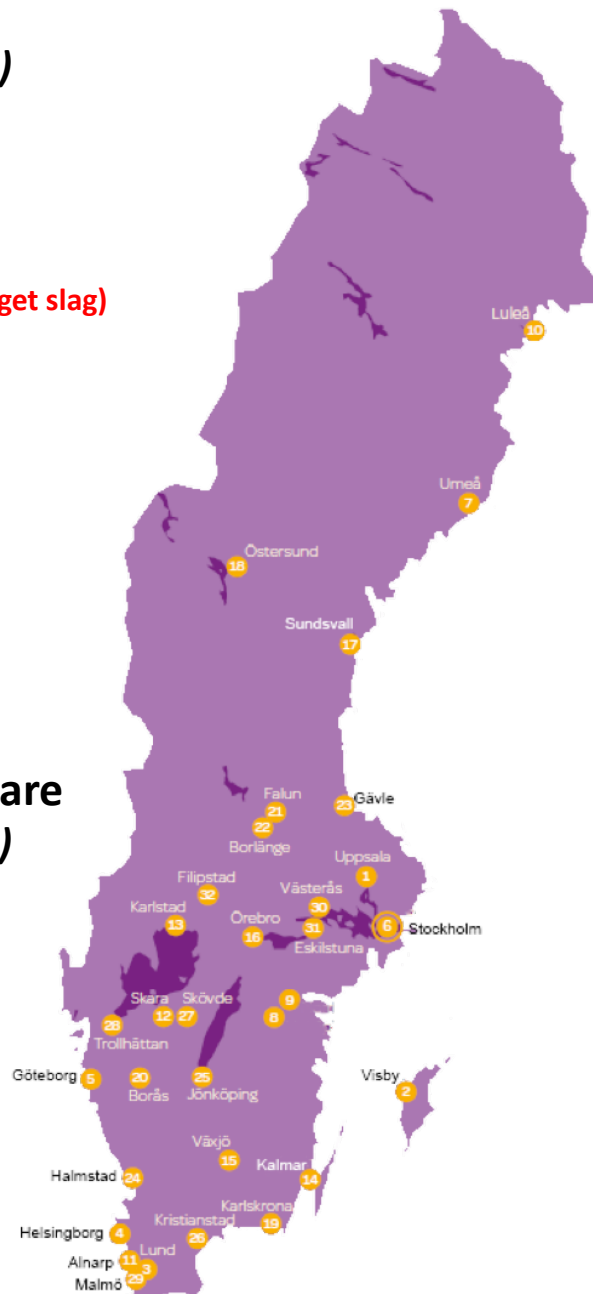 )
get slag)
Luleå
10
Umeå
7
Östersund
18
Sundsvall
17
are
)
Falun
21
Gävle
23
22
Borlänge
Uppsala
1
Filipstad
32
Västerås
30
Karlstad
13
Örebro
16
31
Eskilstuna
6
Stockholm
9
Skara
Skövde
12
27
8
28
Trollhättan
Göteborg
5
20
Borås
25
Jönköping
Visby
2
Växjö
15
Kalmar
14
Halmstad
24
Karlskrona
19
Helsingborg
4
Kristianstad
26
Alnarp
11
Lund
3
Malmö
29